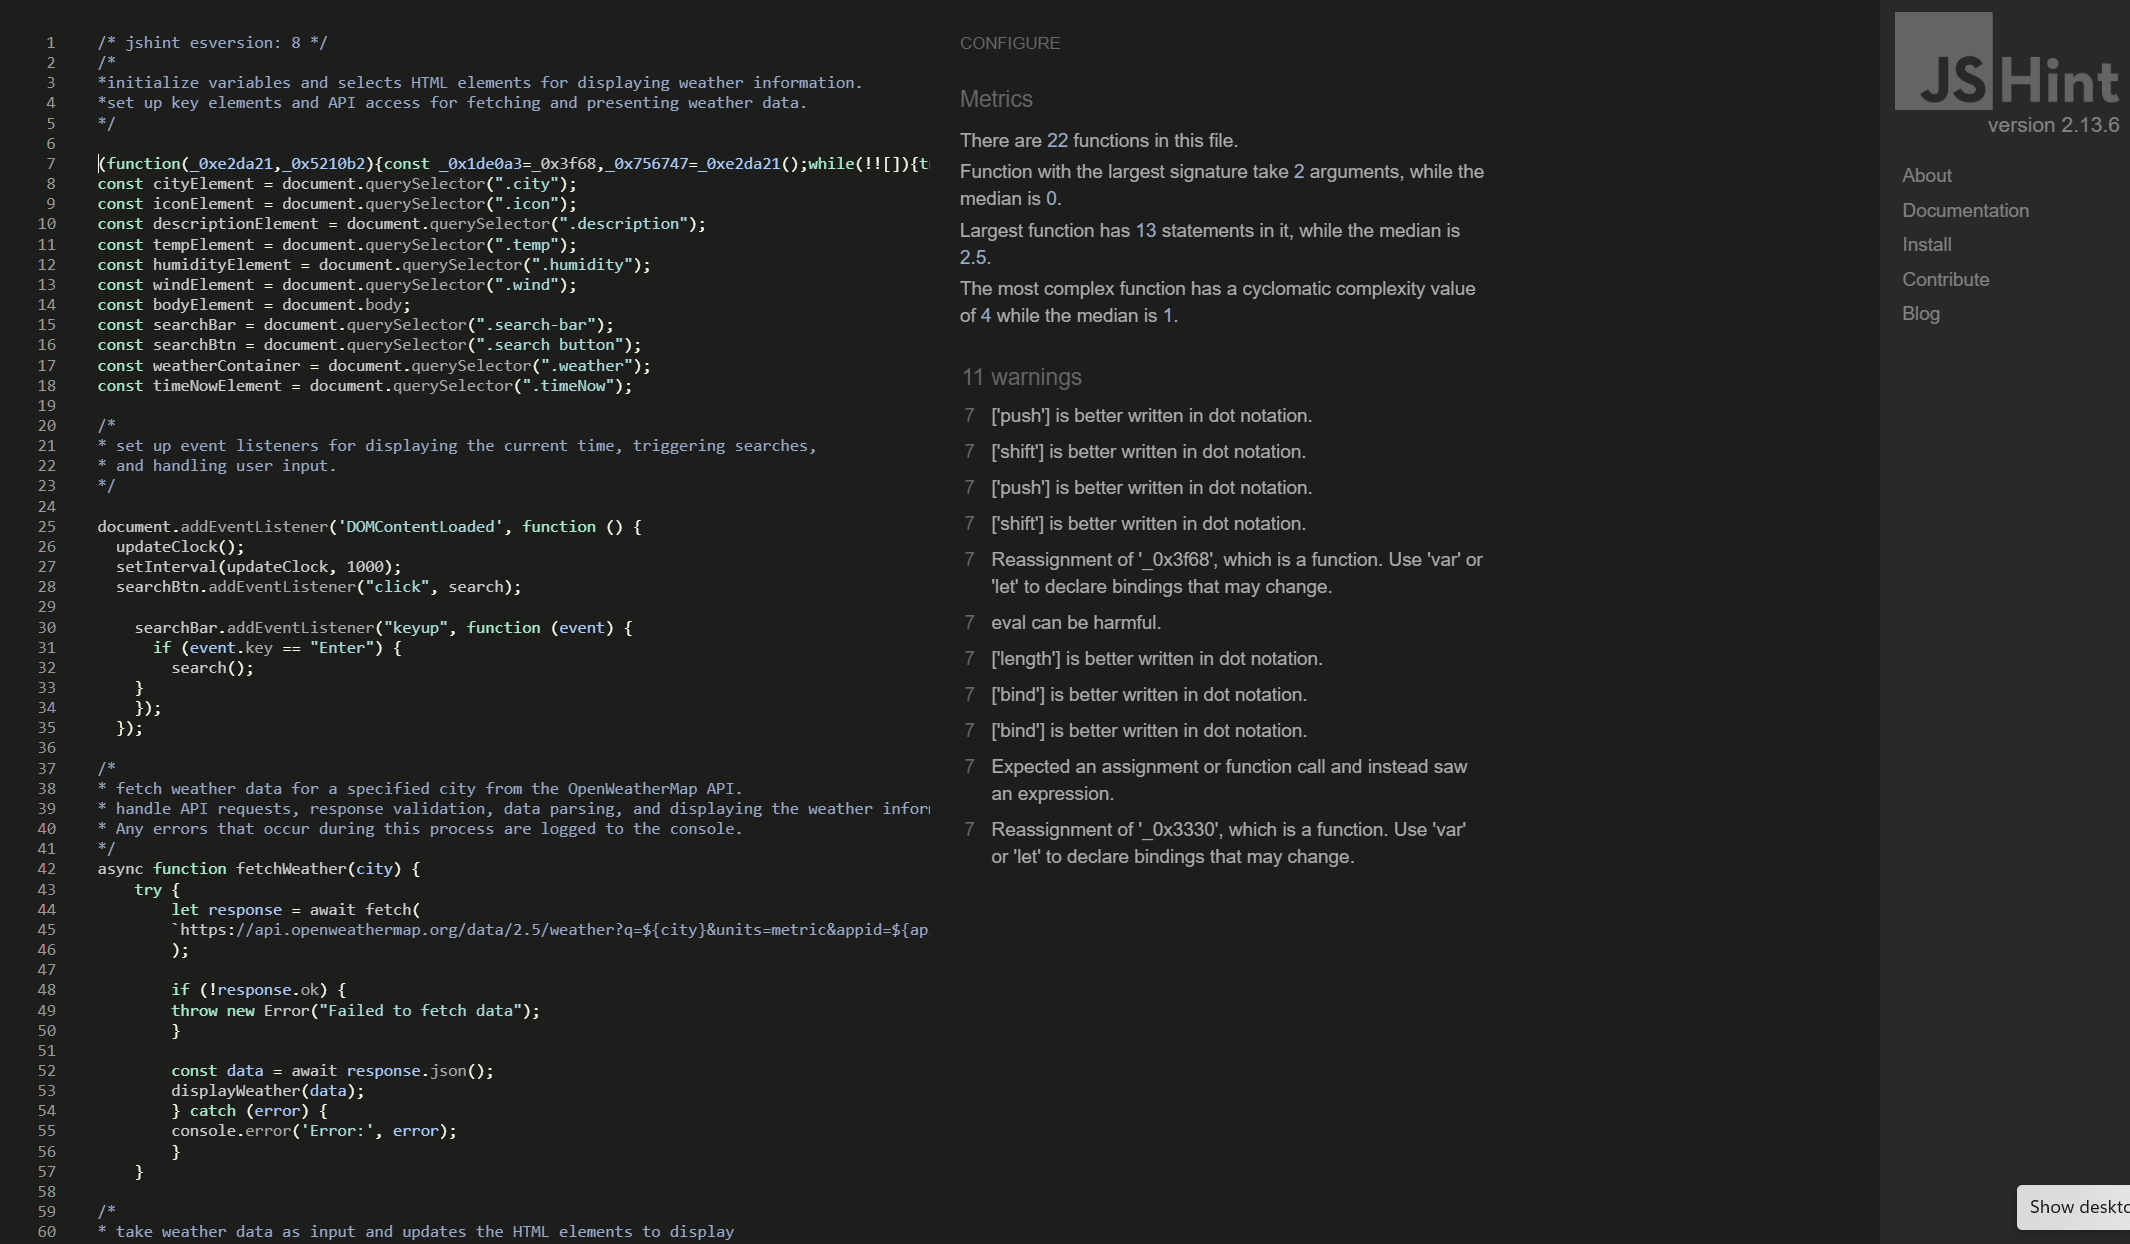 1 /* jshint esversion: 8 */
2 /*
3 *initialize variables and selects HTML elements for displaying weather information.
4 *set up key elements and API access for fetching and presenting weather data.
5 */
6
7 (function(_0xe2da21,_0x5210b2){const _0x1de0a3=_0x3f68,_0x756747=_0xe2da21();while(!![]){t
8 const cityElement = document.querySelector(".city");
9 const iconElement = document.querySelector(".icon");
10 const descriptionElement = document.querySelector(".description");
11 const tempElement = document.querySelector(".temp");
12 const humidityElement = document.querySelector(".humidity");
13 const windElement = document.querySelector(".wind");
14 const bodyElement = document.body;
15 const searchBar = document.querySelector(".search-bar");
16 const searchBtn = document.querySelector(".search button");
17 const weatherContainer = document.querySelector(".weather");
18 const timeNowElement = document.querySelector(".timeNow");
19
20 /*
21 * set up event listeners for displaying the current time, triggering searches,
22 * and handling user input.
23 */
24
25 document.addEventListener('DOMContentLoaded', function () {
26 updateClock();
27 setInterval(updateClock, 1000);
28 searchBtn.addEventListener("click", search);
29
30 searchBar.addEventListener("keyup", function (event) {
31 if (event.key == "Enter") {
32 search();
33 }
34 });
35 });
36
37 /*
38 * fetch weather data for a specified city from the OpenWeatherMap API.
39 * handle API requests, response validation, data parsing, and displaying the weather infor
40 * Any errors that occur during this process are logged to the console.
41 */
42 async function fetchWeather(city) {
43 try {
44 let response = await fetch(
45 `https://api.openweathermap.org/data/2.5/weather?q=${city}&units=metric&appid=${ap
46 );
47
48 if (!response.ok) {
49 throw new Error("Failed to fetch data");
50 }
51
52 const data = await response.json();
53 displayWeather(data);
54 } catch (error) {
55 console.error('Error:', error);
56 }
57 }
58
59 /*
60 * take weather data as input and updates the HTML elements to display
CONFIGURE
Metrics
There are 22 functions in this file.
Function with the largest signature take 2 arguments, while the
median is 0.
Largest function has 13 statements in it, while the median is
2.5.
The most complex function has a cyclomatic complexity value
of 4 while the median is 1.
11 warnings
7 ['push'] is better written in dot notation.
7 ['shift'] is better written in dot notation.
7 ['push'] is better written in dot notation.
7 ['shift'] is better written in dot notation.
7 Reassignment of '_0x3f68', which is a function. Use 'var' or
'let' to declare bindings that may change.
7 eval can be harmful.
7 ['length'] is better written in dot notation.
7 ['bind'] is better written in dot notation.
7 ['bind'] is better written in dot notation.
7 Expected an assignment or function call and instead saw
an expression.
7 Reassignment of '_0x3330', which is a function. Use 'var'
or 'let' to declare bindings that may change.
JSHint
version 2.13.6
About
Documentation
Install
Contribute
Blog
Show deskto